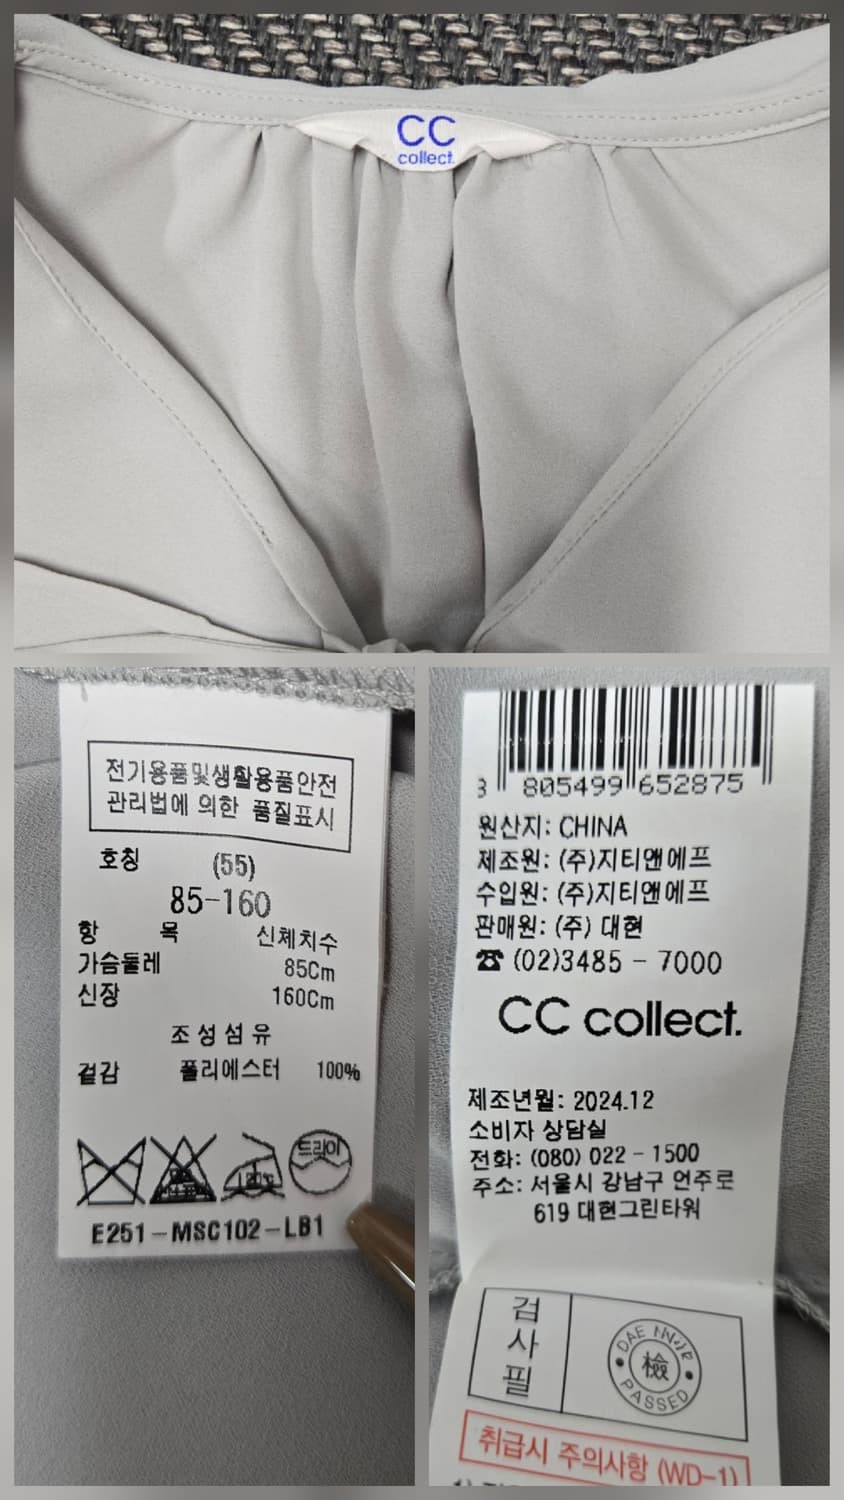 CC
collect.
전기용품및생활용품안전
관리법에 의한 품질표시
호칭 (55)
85-160
항 목 신체치수
가슴둘레 85Cm
신장 160Cm
조성섬유
겉감 폴리에스터 100%
드라이
E251-MSC102-LB1
8 805499 652875
원산지: CHINA
제조원: (주)지티앤에프
수입원: (주)지티앤에프
판매원: (주) 대현
☎ (02)3485 - 7000
CC collect.
제조년월: 2024.12
소비자 상담실
전화: (080) 022 - 1500
주소: 서울시 강남구 언주로
619 대현그린타워
검사필
檢
PASSED
취급시 주의사항 (WD-1)